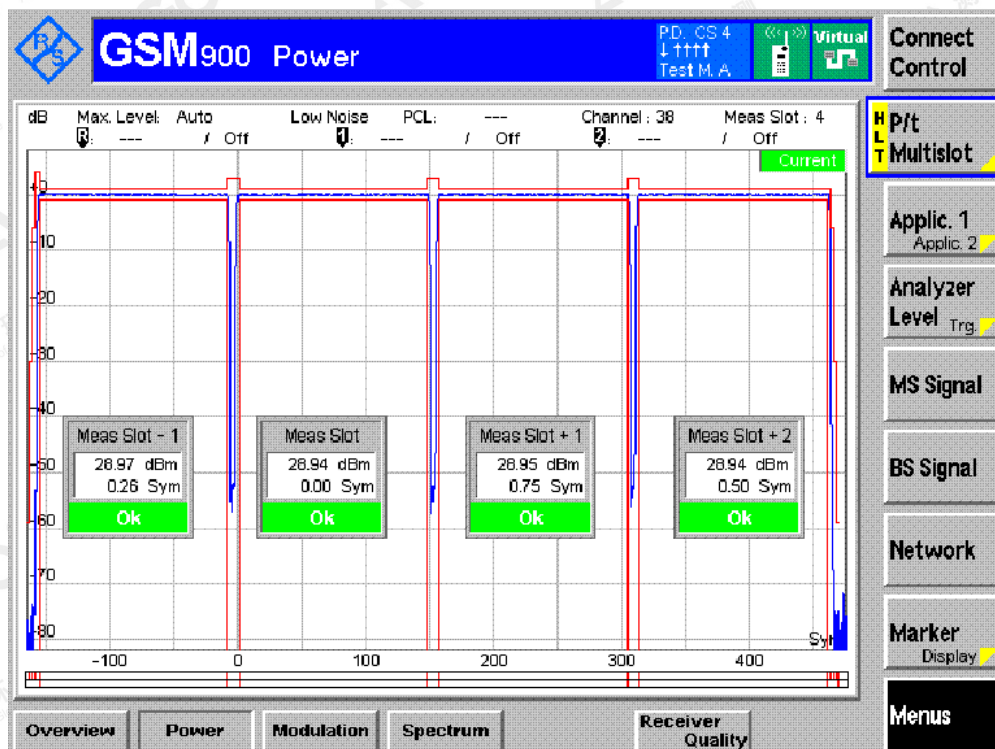 R S
GSM900 Power
P.D. CS 4
↓ ↑↑↑↑
Test M. A
Virtual
Connect
Control
dB Max. Level: Auto Low Noise PCL: --- Channel : 38 Meas Slot : 4
R: --- / Off 1: --- / Off 2: --- / Off
Current
H L T
P/t
Multislot
Applic. 1
Applic. 2
Analyzer
Level Trg.
MS Signal
BS Signal
Network
Marker
Display
Menus
+0
-10
-20
-30
-40
-50
-60
-70
-80
Meas Slot - 1
28.97 dBm
0.26 Sym
Ok
Meas Slot
28.94 dBm
0.00 Sym
Ok
Meas Slot + 1
28.95 dBm
0.75 Sym
Ok
Meas Slot + 2
28.94 dBm
0.50 Sym
Ok
-100 0 100 200 300 400
Overview Power Modulation Spectrum
Receiver
Quality